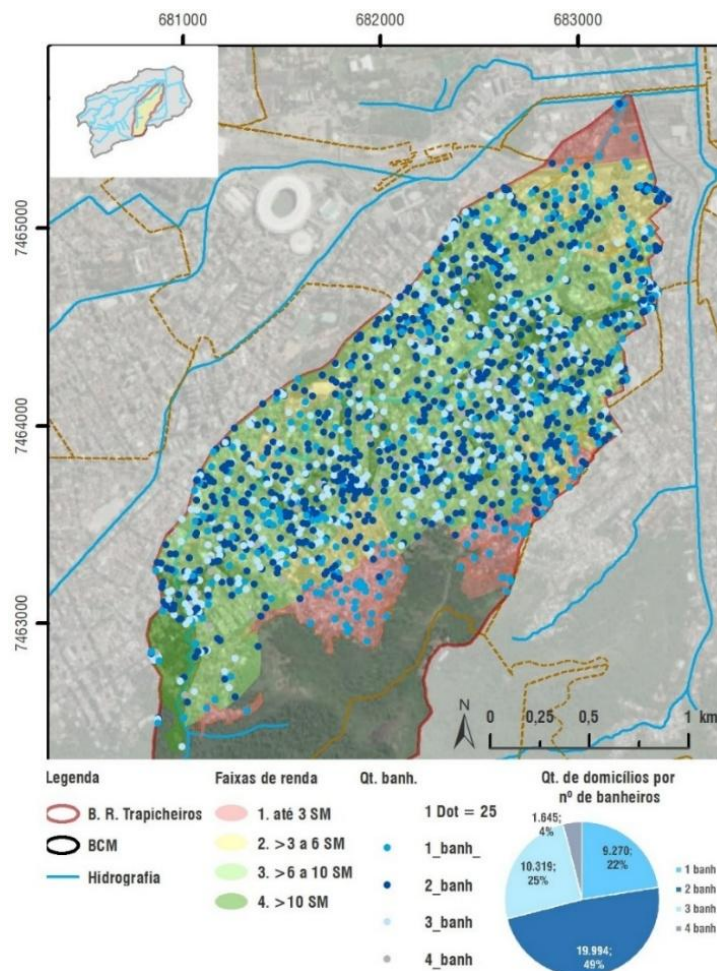 681000 682000 683000
7465000
7464000
7463000
N
0 0,25 0,5 1 km
Legenda
B. R. Trapicheiros
BCM
Hidrografia
Faixas de renda
1. até 3 SM
2. >3 a 6 SM
3. >6 a 10 SM
4. >10 SM
Qt. banh.
1 Dot = 25
1_banh_
2_banh
3_banh
4_banh
Qt. de domicílios por
nº de banheiros
1.645;
4%
9.270;
22%
10.319;
25%
19.994;
49%
1 banh
2 banh
3 banh
4 banh